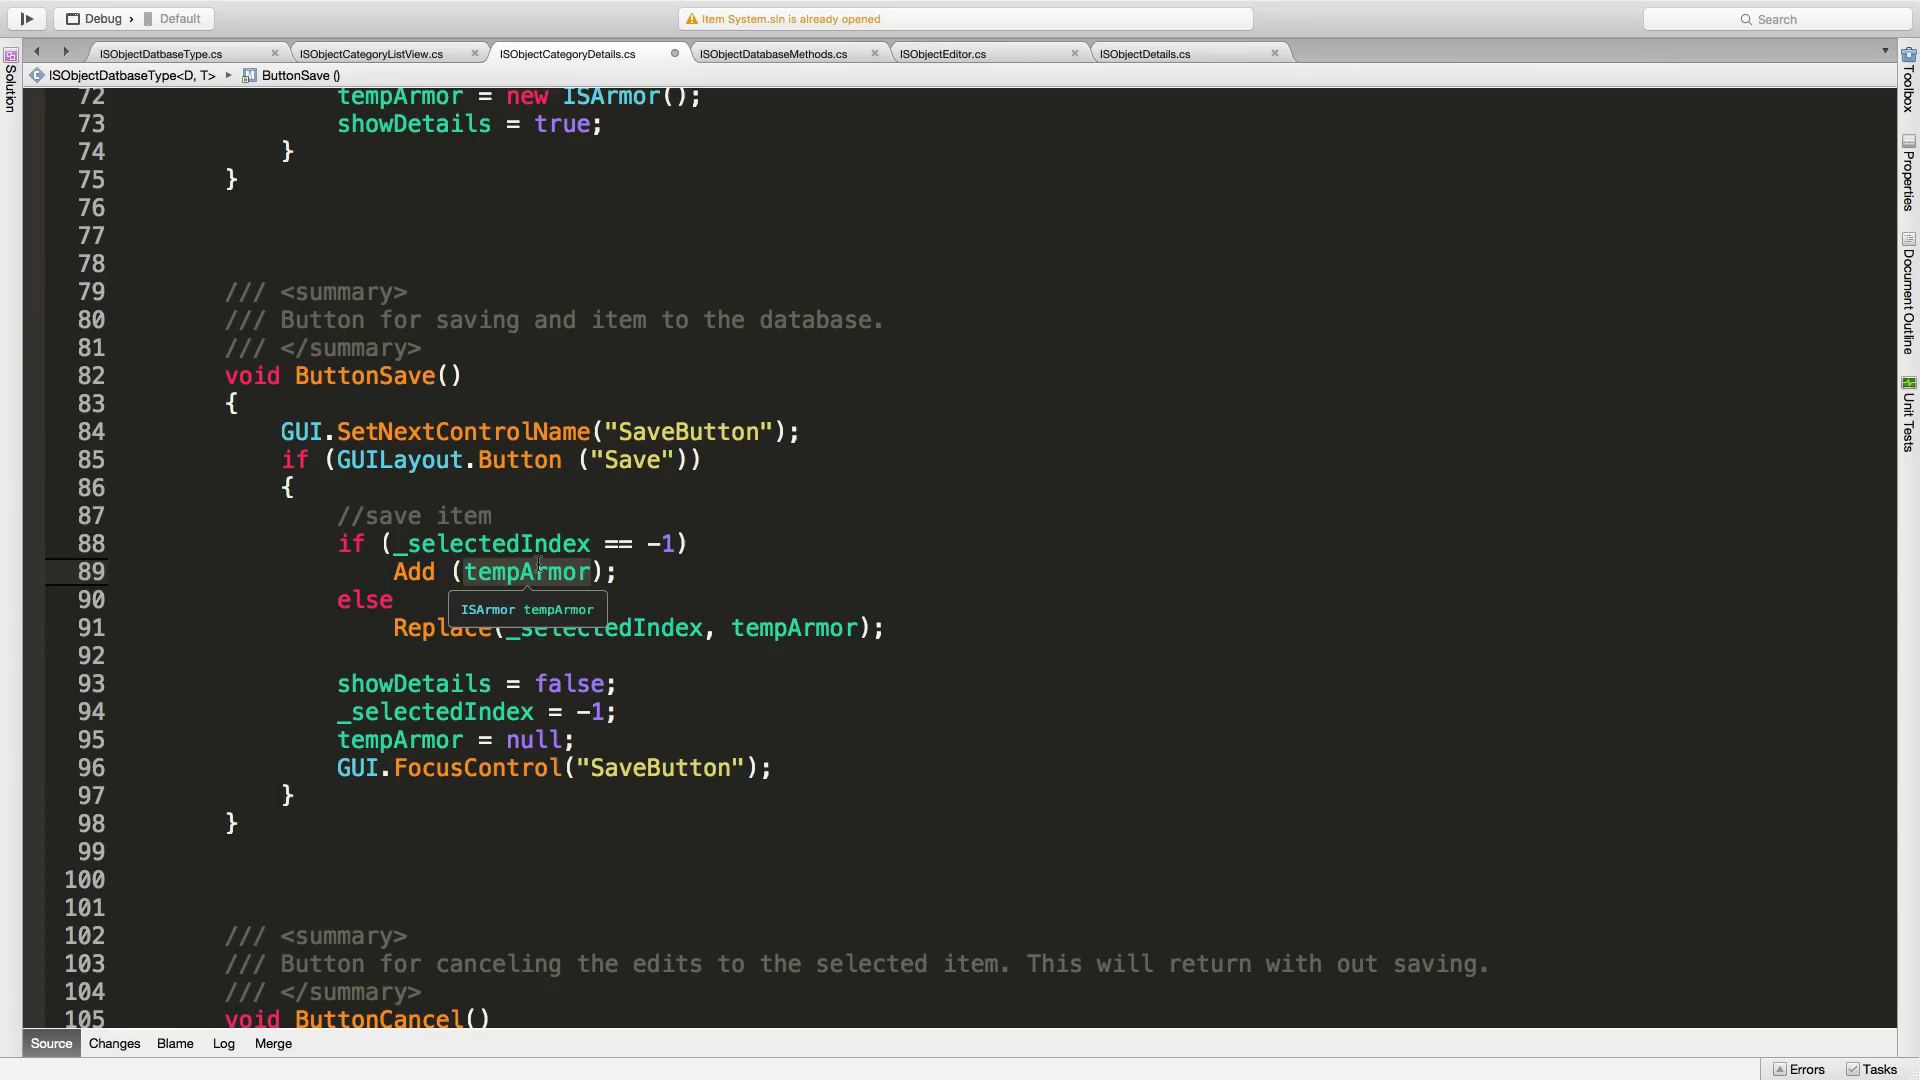 Debug › Default
Item System.sln is already opened
Search
ISObjectDatbaseType.cs
ISObjectCategoryListView.cs
ISObjectCategoryDetails.cs
ISObjectDatabaseMethods.cs
ISObjectEditor.cs
ISObjectDetails.cs
ISObjectDatbaseType<D, T> ▸ ButtonSave ()
72 tempArmor = new ISArmor();
73 showDetails = true;
74 }
75 }
76
77
78
79 /// <summary>
80 /// Button for saving and item to the database.
81 /// </summary>
82 void ButtonSave()
83 {
84 GUI.SetNextControlName("SaveButton");
85 if (GUILayout.Button ("Save"))
86 {
87 //save item
88 if (_selectedIndex == -1)
89 Add (tempArmor);
90 else
ISArmor tempArmor
91 Replace(_selectedIndex, tempArmor);
92
93 showDetails = false;
94 _selectedIndex = -1;
95 tempArmor = null;
96 GUI.FocusControl("SaveButton");
97 }
98 }
99
100
101
102 /// <summary>
103 /// Button for canceling the edits to the selected item. This will return with out saving.
104 /// </summary>
105 void ButtonCancel()
Source Changes Blame Log Merge
Errors Tasks
Solution
Toolbox
Properties
Document Outline
Unit Tests